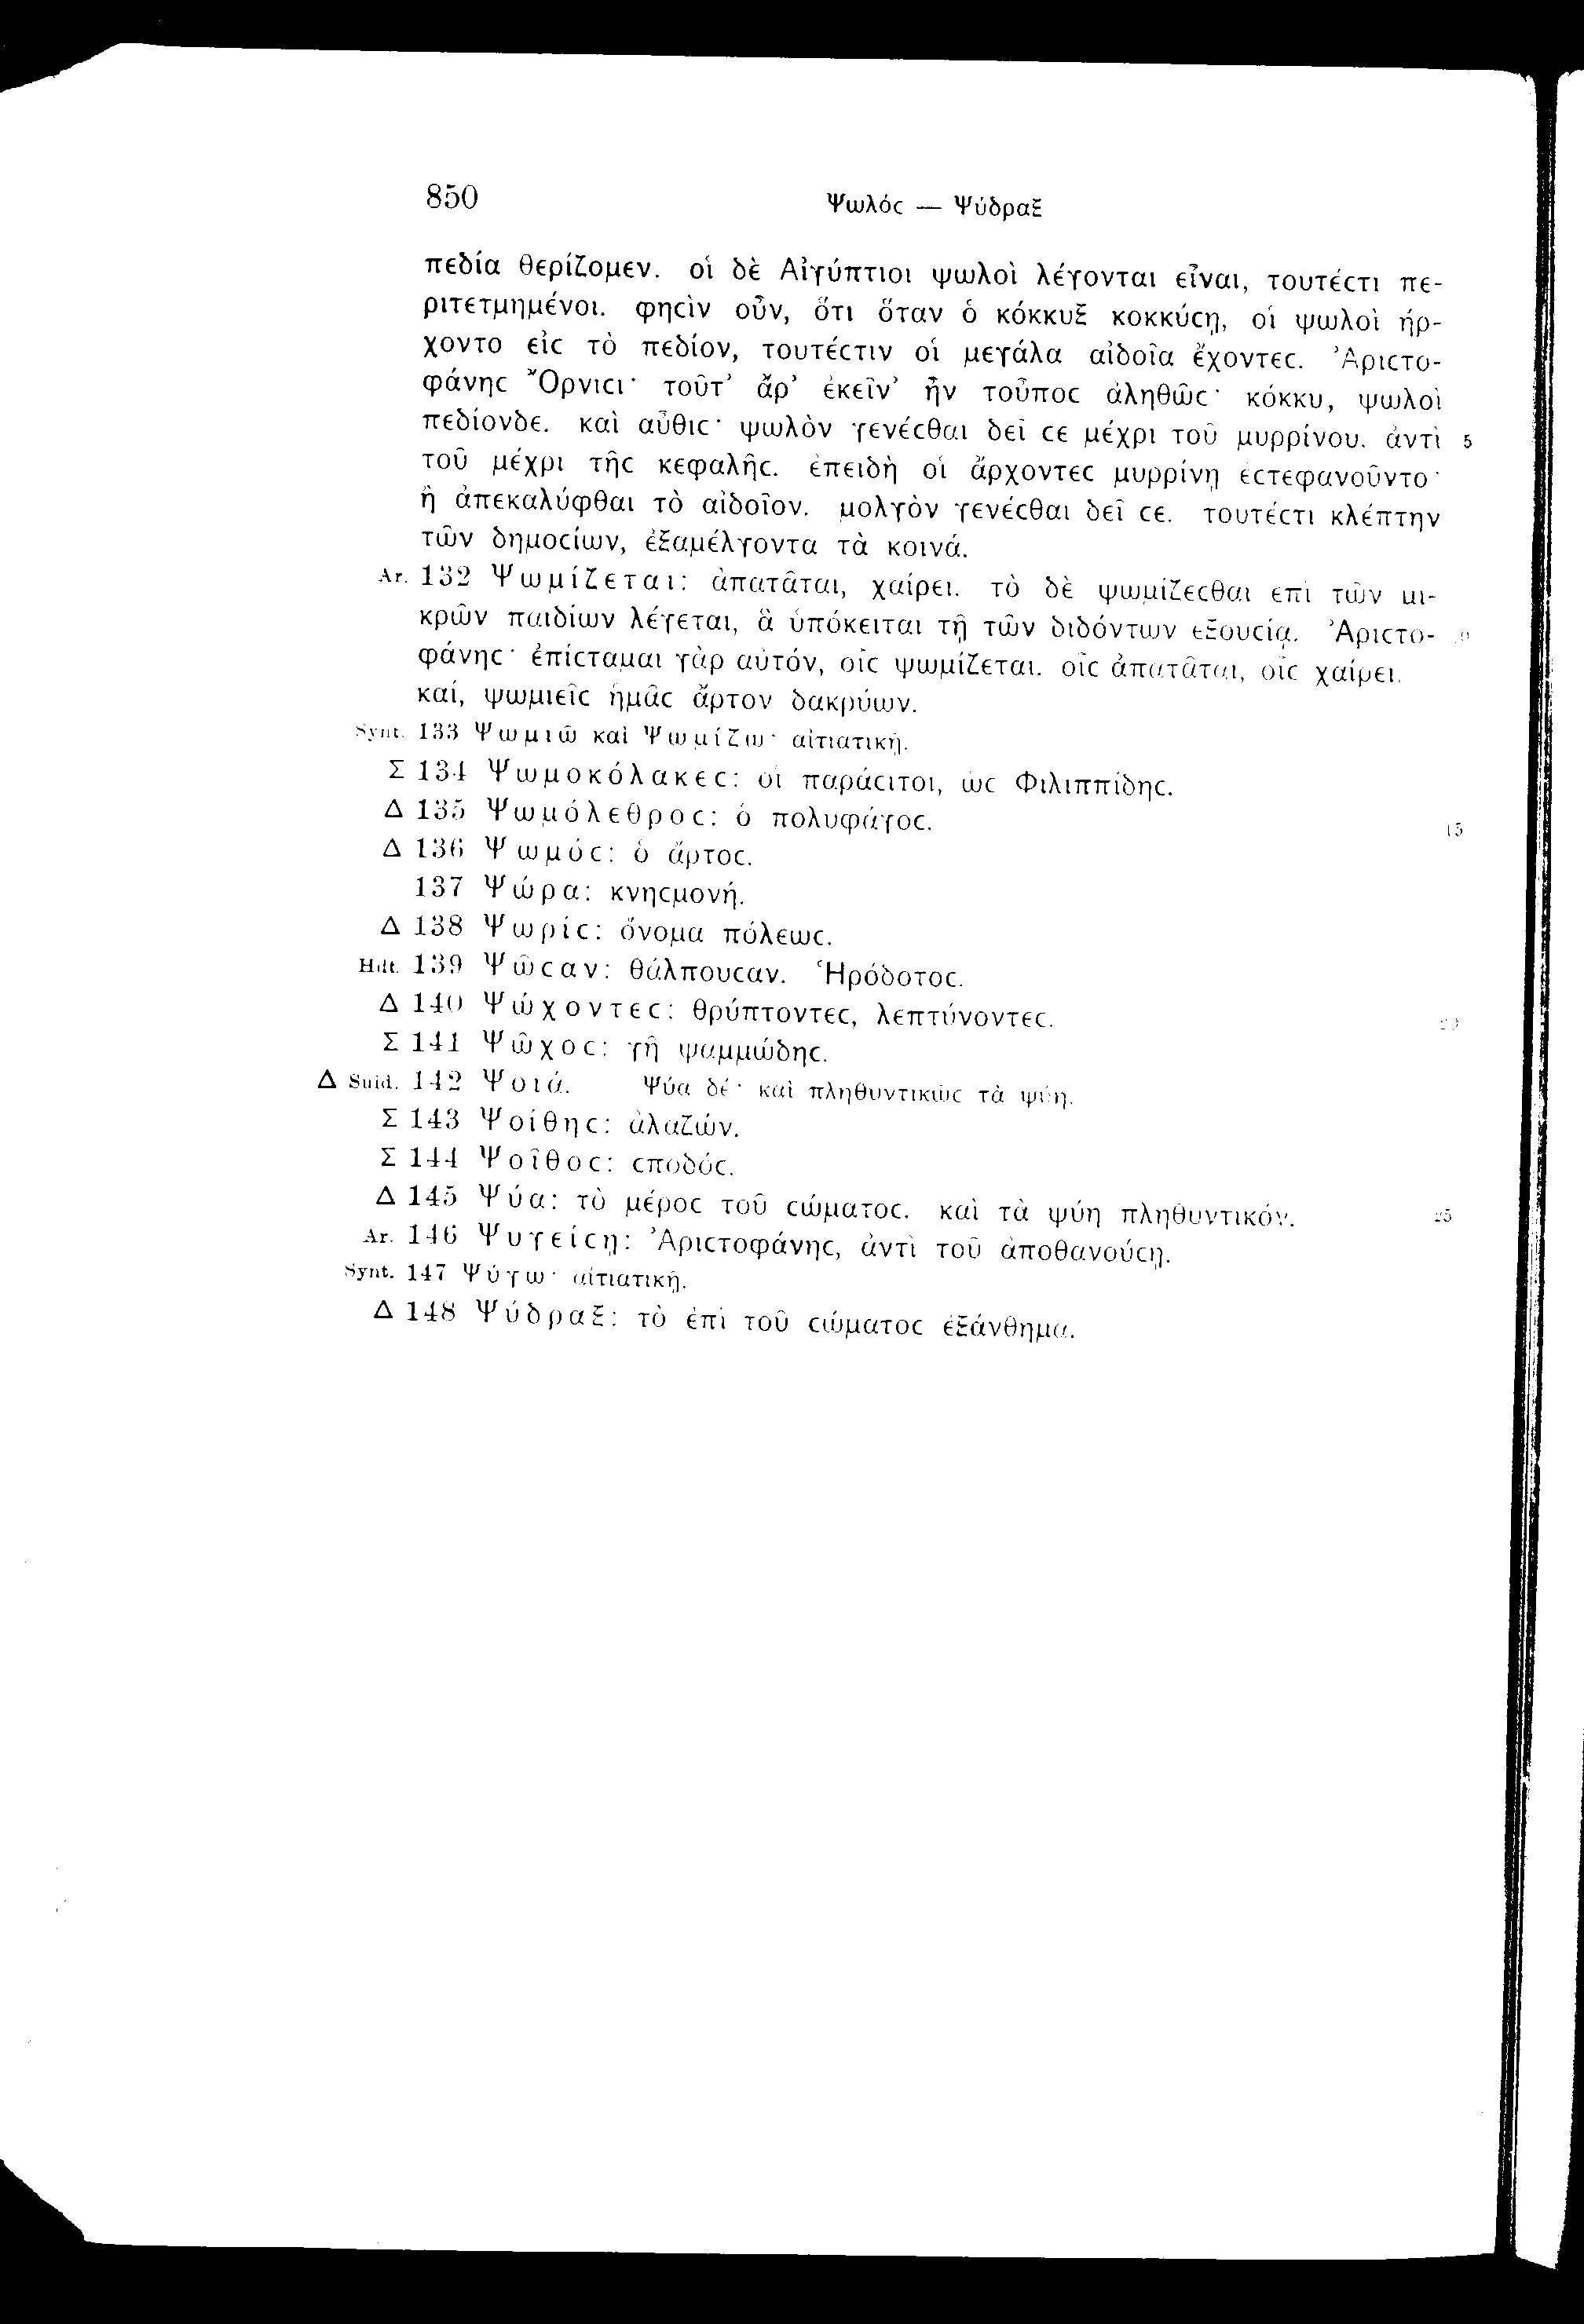 850 Ψωλόϲ — Ψύδραξ
πεδία θερίζομεν. οἱ δὲ Αἰγύπτιοι ψωλοὶ λέγονται εἶναι, τουτέϲτι πε-
ριτετμημένοι. φηϲὶν οὖν, ὅτι ὅταν ὁ κόκκυξ κοκκύϲῃ, οἱ ψωλοὶ ἤρ-
χοντο εἰϲ τὸ πεδίον, τουτέϲτιν οἱ μεγάλα αἰδοῖα ἔχοντεϲ. Ἀριϲτο-
φάνηϲ Ὄρνιϲι· τοῦτ’ ἄρ’ ἐκεῖν’ ἦν τοὖποϲ ἀληθῶϲ· κόκκυ, ψωλοὶ
πεδίονδε. καὶ αὖθιϲ· ψωλὸν γενέϲθαι δεῖ ϲε μέχρι τοῦ μυρρίνου. ἀντὶ 5
τοῦ μέχρι τῆϲ κεφαλῆϲ. ἐπειδὴ οἱ ἄρχοντεϲ μυρρίνῃ ἐϲτεφανοῦντο·
ἢ ἀπεκαλύφθαι τὸ αἰδοῖον. μολγὸν γενέϲθαι δεῖ ϲε. τουτέϲτι κλέπτην
τῶν δημοϲίων, ἐξαμέλγοντα τὰ κοινά.
Ar. 132 Ψωμίζεται: ἀπατᾶται, χαίρει. τὸ δὲ ψωμίζεϲθαι ἐπὶ τῶν μι-
κρῶν παιδίων λέγεται, ἃ ὑπόκειται τῇ τῶν διδόντων ἐξουϲίᾳ. Ἀριϲτο-
φάνηϲ· ἐπίϲταμαι γὰρ αὐτόν, οἷϲ ψωμίζεται. οἷϲ ἀπατᾶται, οἷϲ χαίρει.
καί, ψωμιεῖϲ ἡμᾶϲ ἄρτον δακρύων.
Synt. 133 Ψωμιῶ καὶ Ψωμίζω· αἰτιατικῇ.
Σ 134 Ψωμοκόλακεϲ: οἱ παράϲιτοι, ὡϲ Φιλιππίδηϲ.
Δ 135 Ψωμόλεθροϲ: ὁ πολυφάγοϲ. 15
Δ 136 Ψωμόϲ: ὁ ἄρτοϲ.
137 Ψώρα: κνηϲμονή.
Δ 138 Ψωρίϲ: ὄνομα πόλεωϲ.
Hdt. 139 Ψῶϲαν: θάλπουϲαν. Ἡρόδοτοϲ.
Δ 140 Ψώχοντεϲ: θρύπτοντεϲ, λεπτύνοντεϲ. 20
Σ 141 Ψῶχοϲ: γῆ ψαμμώδηϲ.
Δ Suid. 142 Ψοιά. Ψύα δέ· καὶ πληθυντικῶϲ τὰ ψύη.
Σ 143 Ψοίθηϲ: ἀλαζών.
Σ 144 Ψοῖθοϲ: ϲποδόϲ.
Δ 145 Ψύα: τὸ μέροϲ τοῦ ϲώματοϲ. καὶ τὰ ψύη πληθυντικόν. 25
Ar. 146 Ψυγείϲῃ: Ἀριϲτοφάνηϲ, ἀντὶ τοῦ ἀποθανούϲῃ.
Synt. 147 Ψύγω· αἰτιατικῇ.
Δ 148 Ψύδραξ: τὸ ἐπὶ τοῦ ϲώματοϲ ἐξάνθημα.